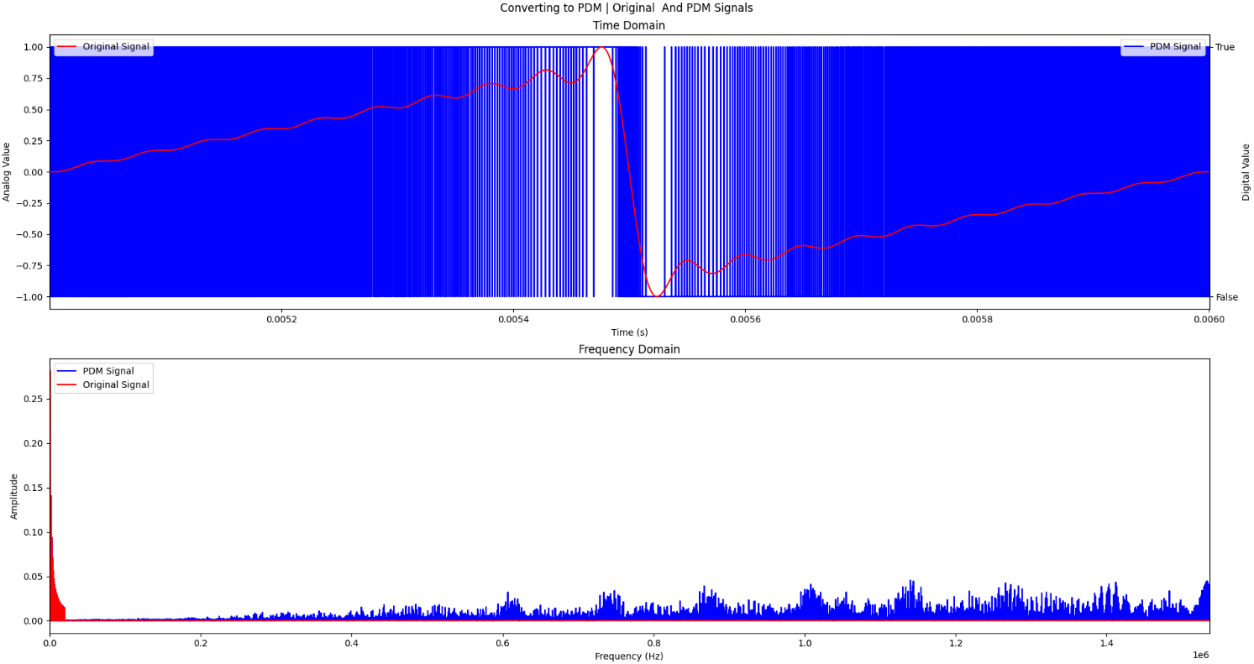 Converting to PDM | Original  And PDM Signals
Time Domain
Original Signal
PDM Signal
1.00
0.75
0.50
0.25
0.00
−0.25
−0.50
−0.75
−1.00
Analog Value
True
False
Digital Value
0.0052
0.0054
0.0056
0.0058
0.0060
Time (s)
Frequency Domain
PDM Signal
Original Signal
0.25
0.20
0.15
0.10
0.05
0.00
Amplitude
0.0
0.2
0.4
0.6
0.8
1.0
1.2
1.4
1e6
Frequency (Hz)